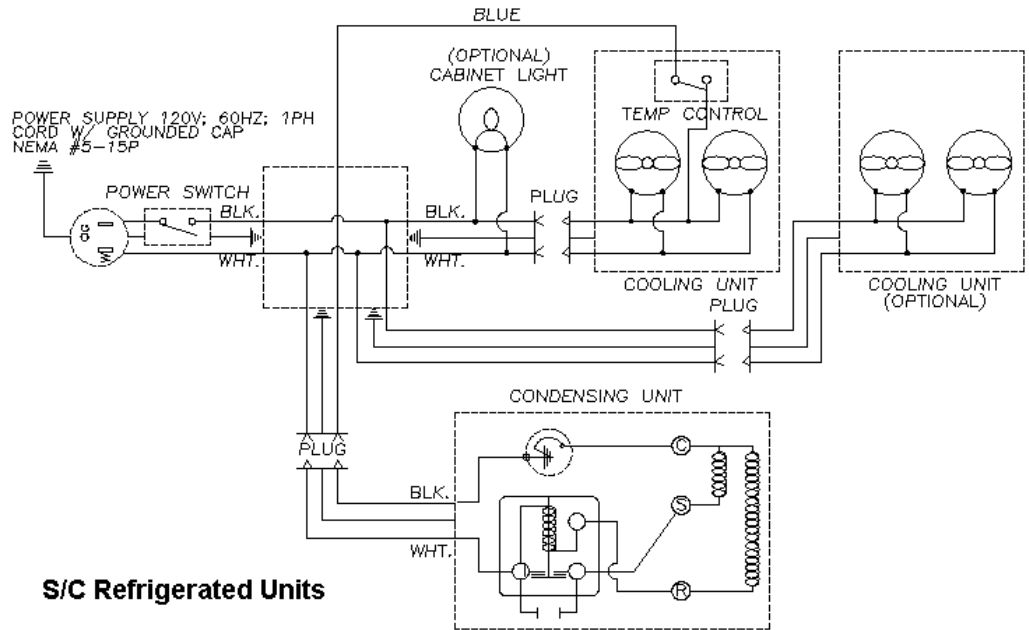 BLUE
(OPTIONAL)
CABINET LIGHT
POWER SUPPLY 120V; 60HZ; 1PH
CORD W/ GROUNDED CAP
NEMA #5-15P
TEMP CONTROL
POWER SWITCH
PLUG
BLK.
BLK.
G
W
WHT.
WHT.
COOLING UNIT
COOLING UNIT
(OPTIONAL)
PLUG
CONDENSING UNIT
PLUG
C
BLK.
S
WHT.
R
S/C Refrigerated Units